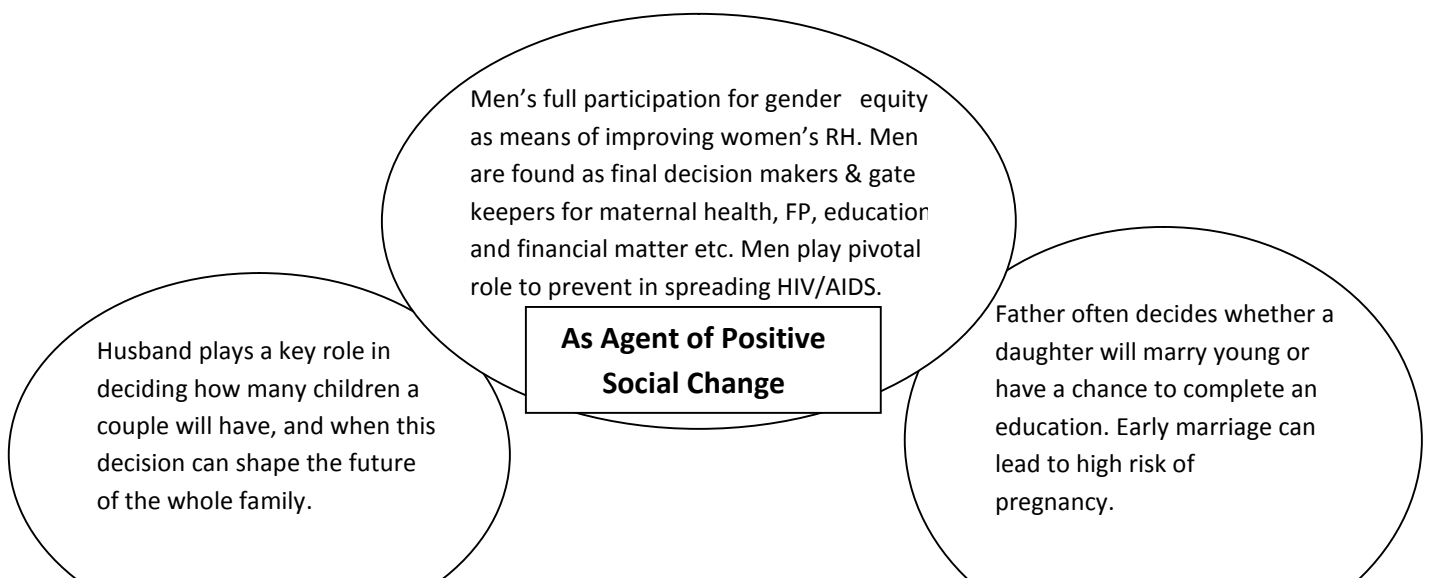 Men’s full participation for gender equity
as means of improving women’s RH. Men
are found as final decision makers & gate
keepers for maternal health, FP, education
and financial matter etc. Men play pivotal
role to prevent in spreading HIV/AIDS.
As Agent of Positive
Social Change
Husband plays a key role in
deciding how many children a
couple will have, and when this
decision can shape the future
of the whole family.
Father often decides whether a
daughter will marry young or
have a chance to complete an
education. Early marriage can
lead to high risk of
pregnancy.